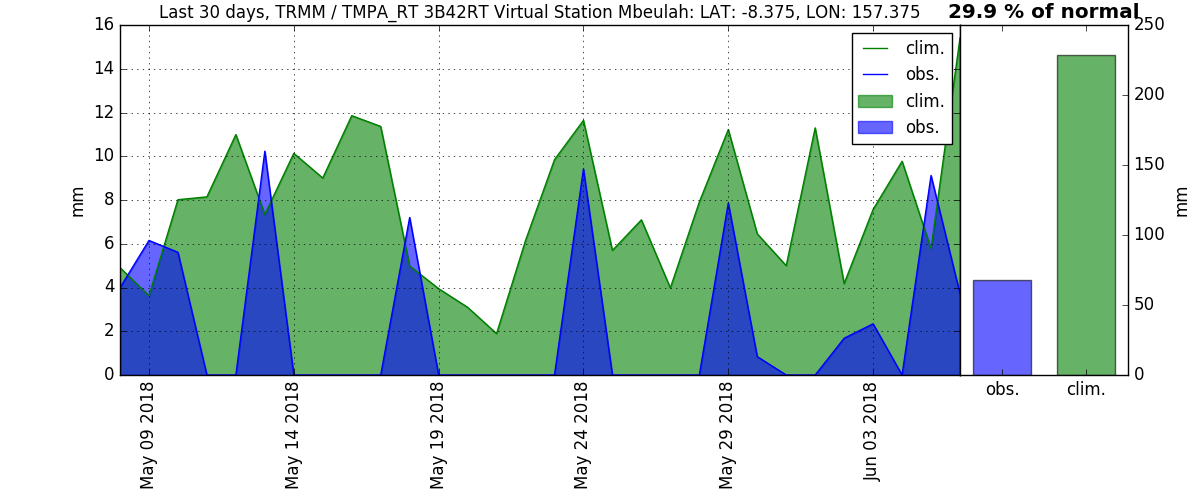 Last 30 days, TRMM / TMPA_RT 3B42RT Virtual Station Mbeulah: LAT: -8.375, LON: 157.375
29.9 % of normal
16
14
12
10
8
6
4
2
0
mm
clim.
obs.
clim.
obs.
250
200
150
100
50
0
mm
May 09 2018
May 14 2018
May 19 2018
May 24 2018
May 29 2018
Jun 03 2018
obs.
clim.